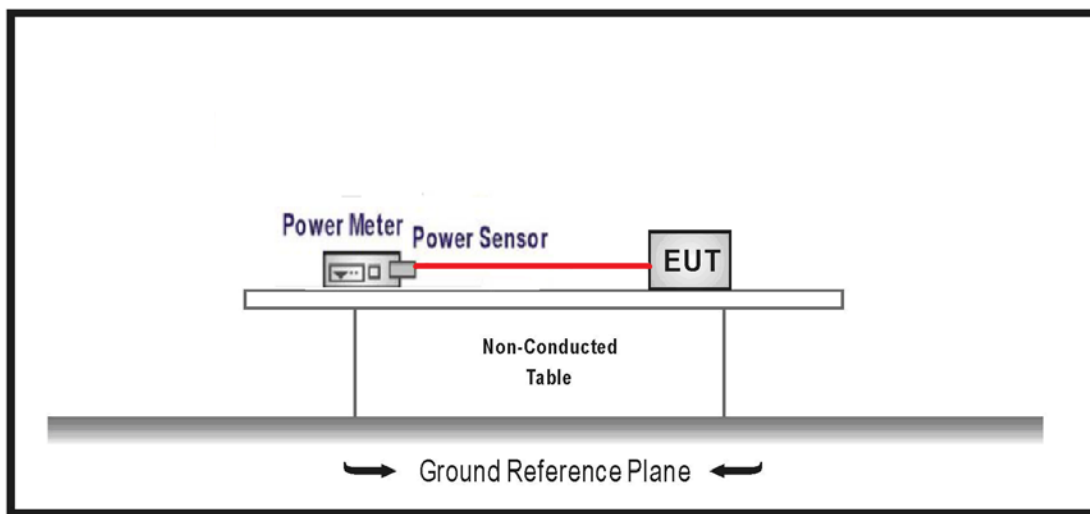 Power Meter
Power Sensor
EUT
Non-Conducted
Table
Ground Reference Plane